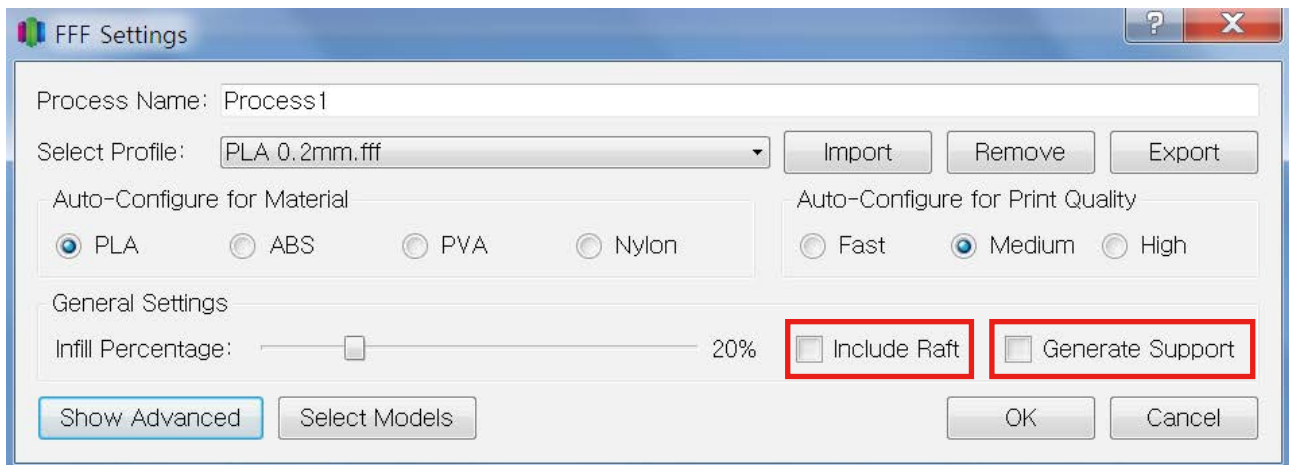 FFF Settings
?
X
Process Name: Process1
Select Profile: PLA 0.2mm.fff Import Remove Export
Auto-Configure for Material Auto-Configure for Print Quality
PLA ABS PVA Nylon Fast Medium High
General Settings
Infill Percentage: 20% Include Raft Generate Support
Show Advanced Select Models OK Cancel